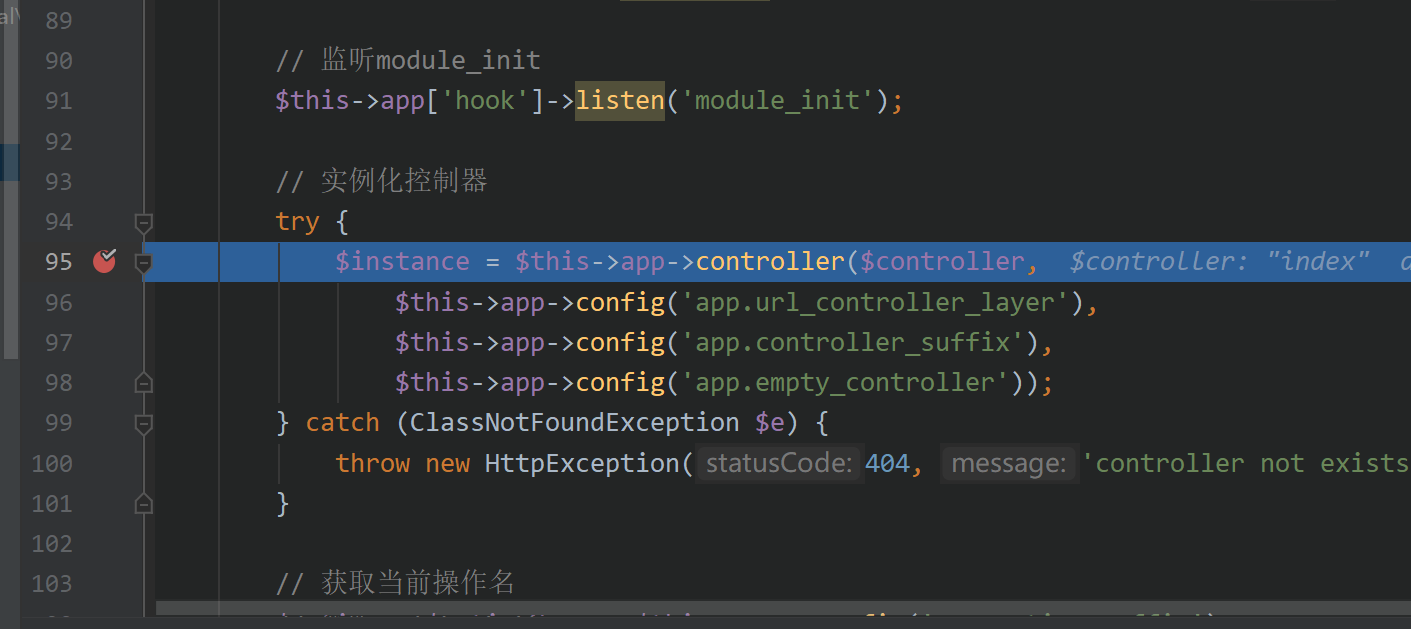 89
90 // 监听module_init
91 $this->app['hook']->listen('module_init');
92
93 // 实例化控制器
94 try {
95 $instance = $this->app->controller($controller, $controller: "index"
96 $this->app->config('app.url_controller_layer'),
97 $this->app->config('app.controller_suffix'),
98 $this->app->config('app.empty_controller'));
99 } catch (ClassNotFoundException $e) {
100 throw new HttpException( statusCode: 404, message: 'controller not exists
101 }
102
103 // 获取当前操作名